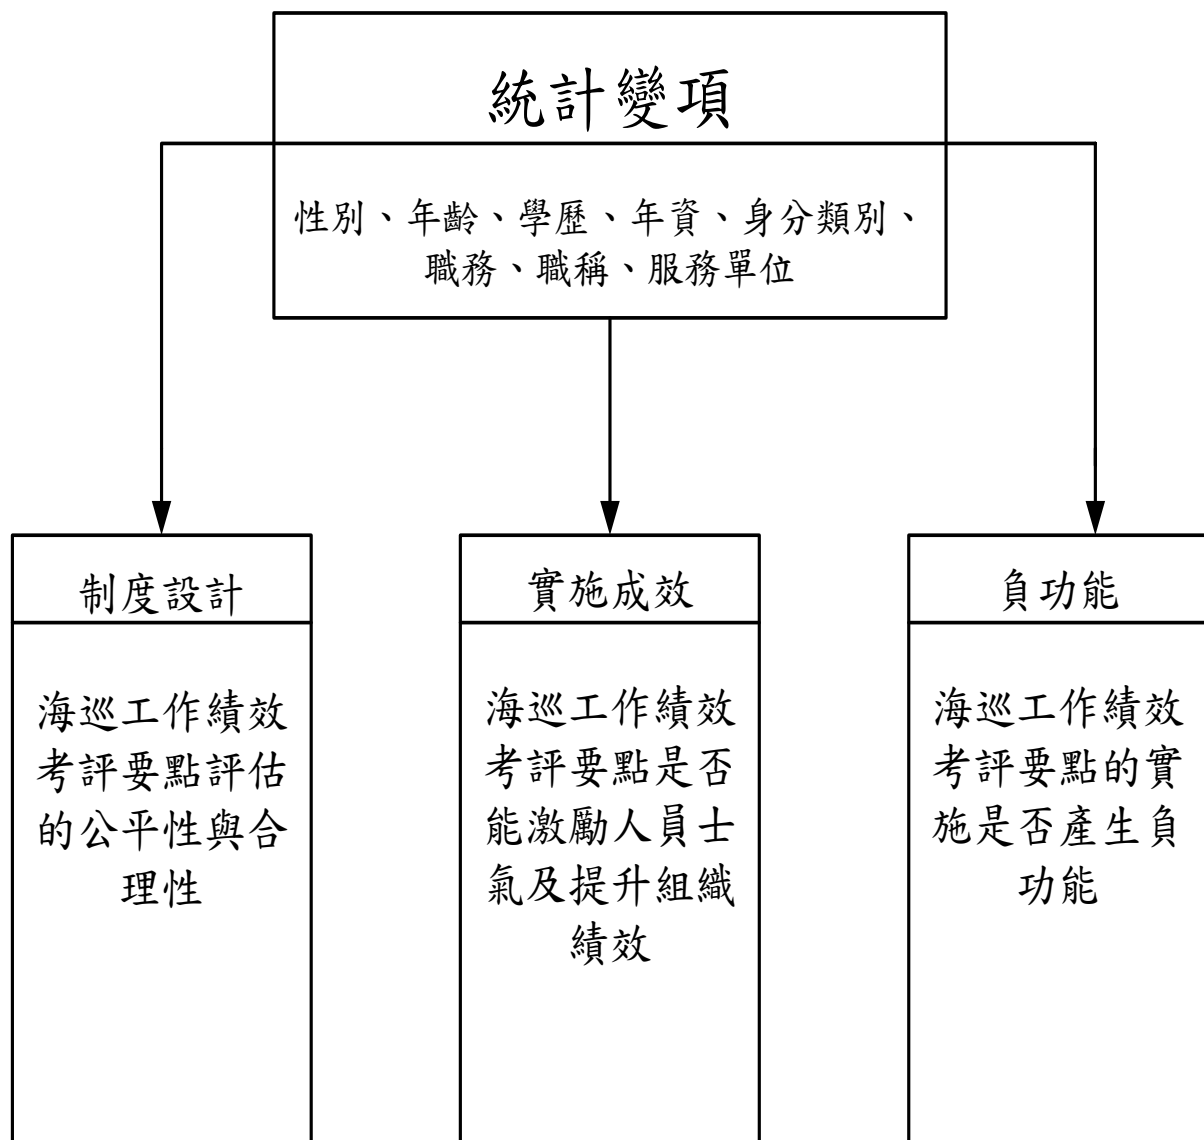 統計變項
性別、年齡、學歷、年資、身分類別、
職務、職稱、服務單位
制度設計
海巡工作績效
考評要點評估
的公平性與合
理性
實施成效
海巡工作績效
考評要點是否
能激勵人員士
氣及提升組織
績效
負功能
海巡工作績效
考評要點的實
施是否產生負
功能